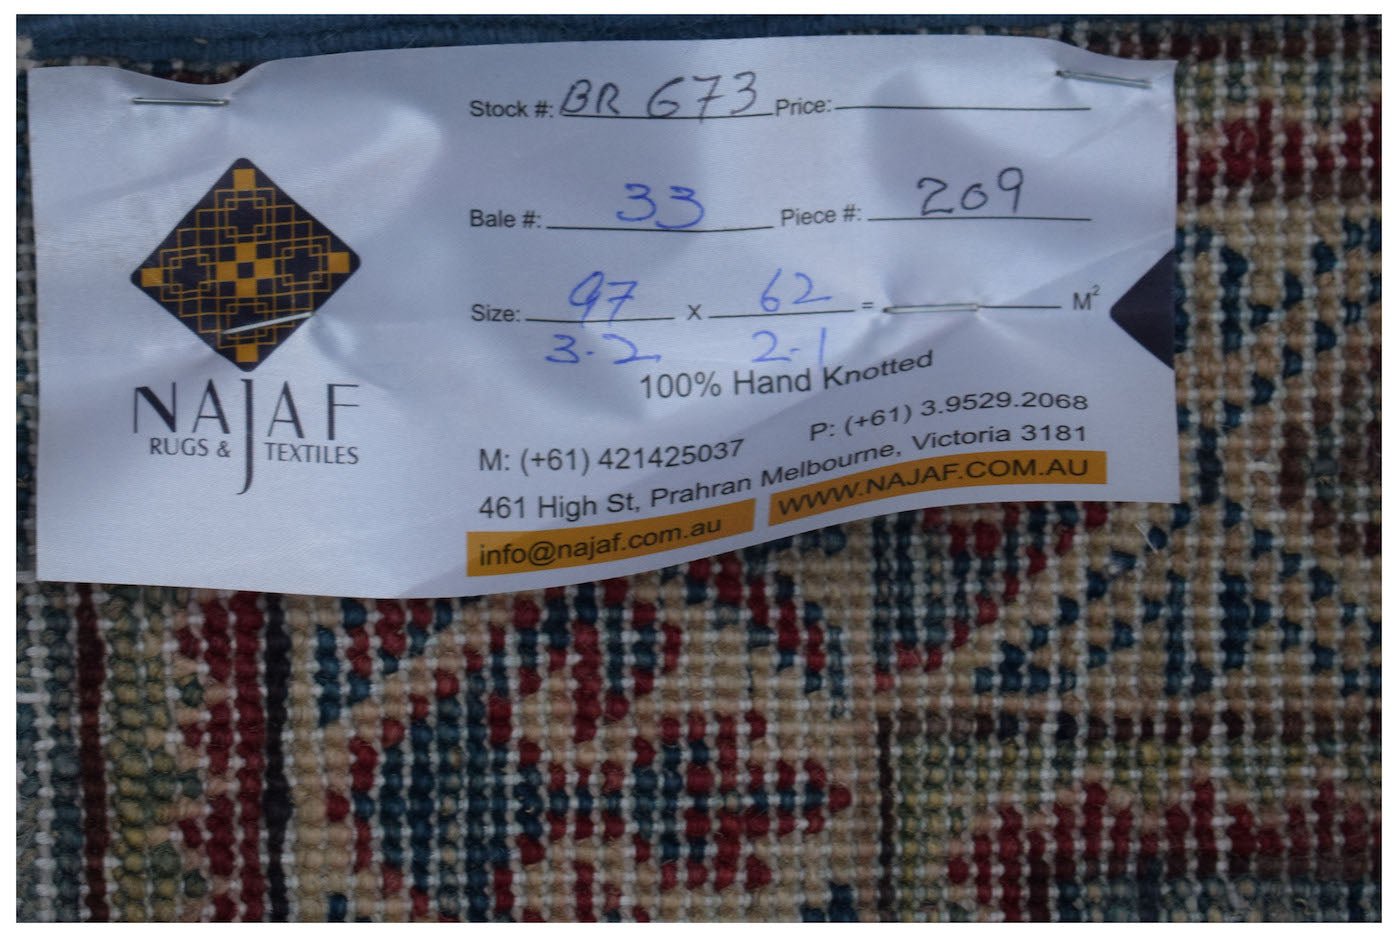 Stock #: BR 673 Price:
Bale #: 33 Piece #: 209
Size: 97 x 62 = M²
3-2 2-1
100% Hand Knotted
NAJAF
RUGS & TEXTILES
M: (+61) 421425037 P: (+61) 3.9529.2068
461 High St, Prahran Melbourne, Victoria 3181
info@najaf.com.au WWW.NAJAF.COM.AU